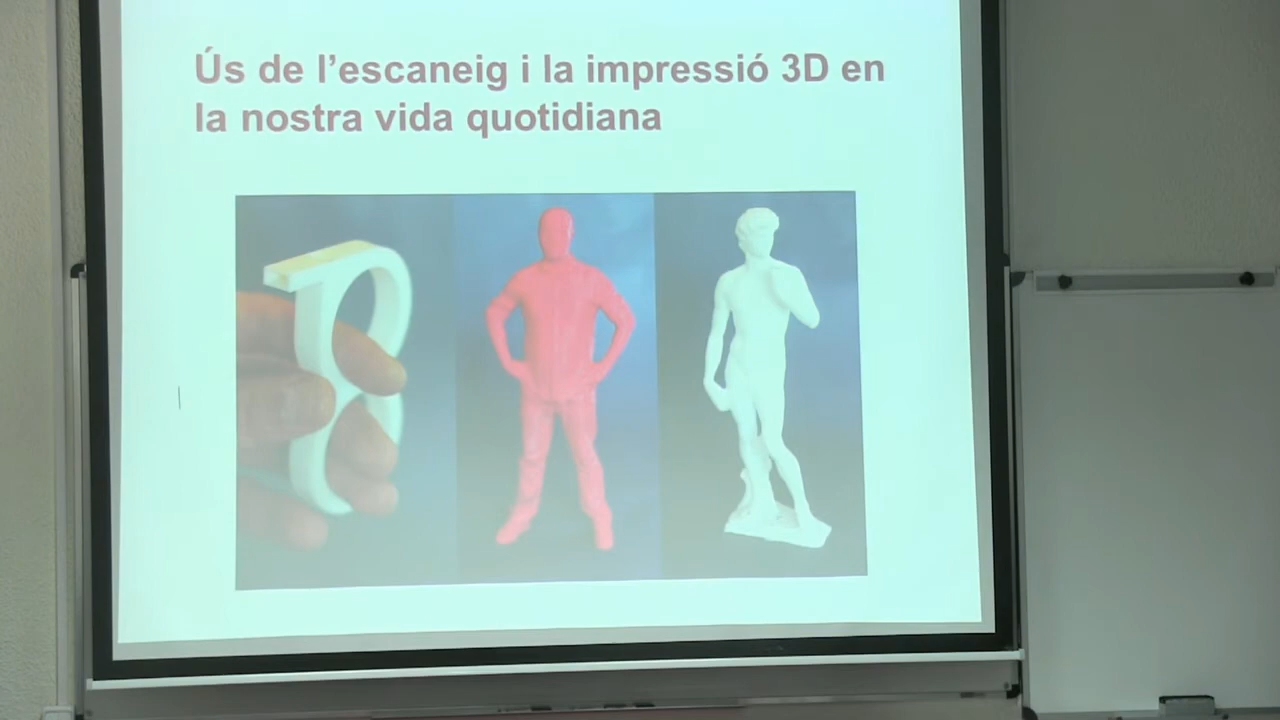 Ús de l’escaneig i la impressió 3D en
la nostra vida quotidiana